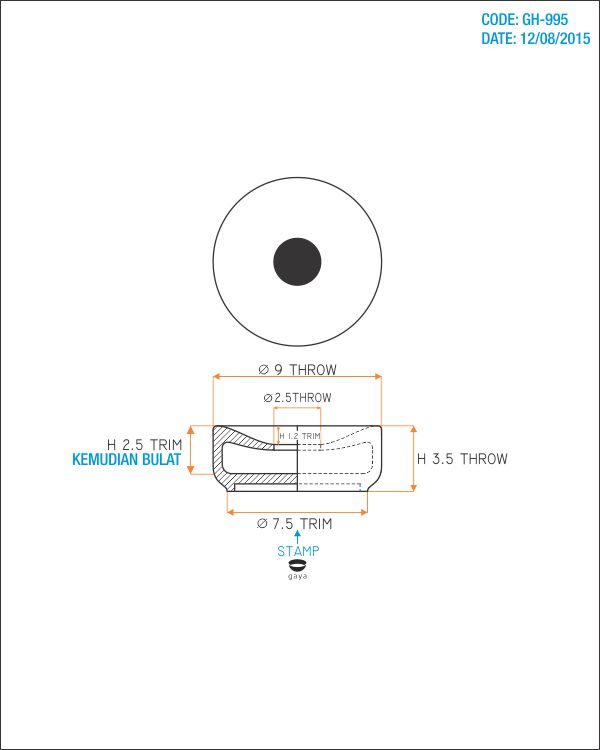 CODE: GH-995
DATE: 12/08/2015
Ø 9 THROW
Ø 2.5THROW
H 1.2 TRIM
H 2.5 TRIM
KEMUDIAN BULAT
H 3.5 THROW
Ø 7.5 TRIM
STAMP
gaya